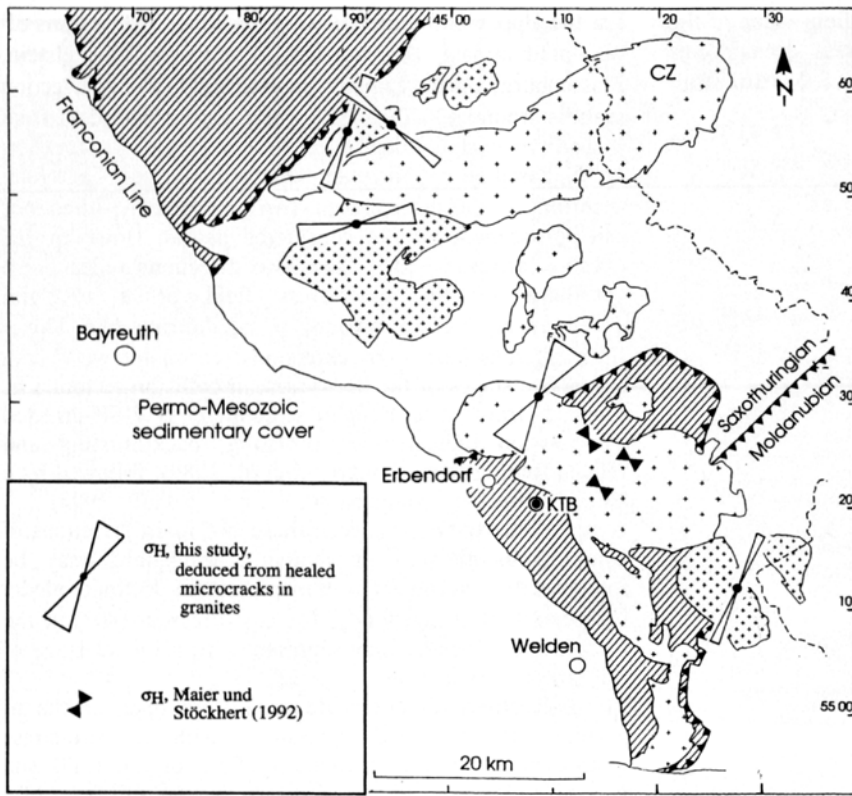 70
80
90
45 00
10
20
30
CZ
N
60
Franconian Line
50
40
Bayreuth
Permo-Mesozoic
sedimentary cover
30
Saxothuringian
Moldanubian
Erbendorf
KTB
20
σH, this study,
deduced from healed
microcracks in
granites
10
Welden
σH, Maier und
Stöckhert (1992)
55 00
20 km